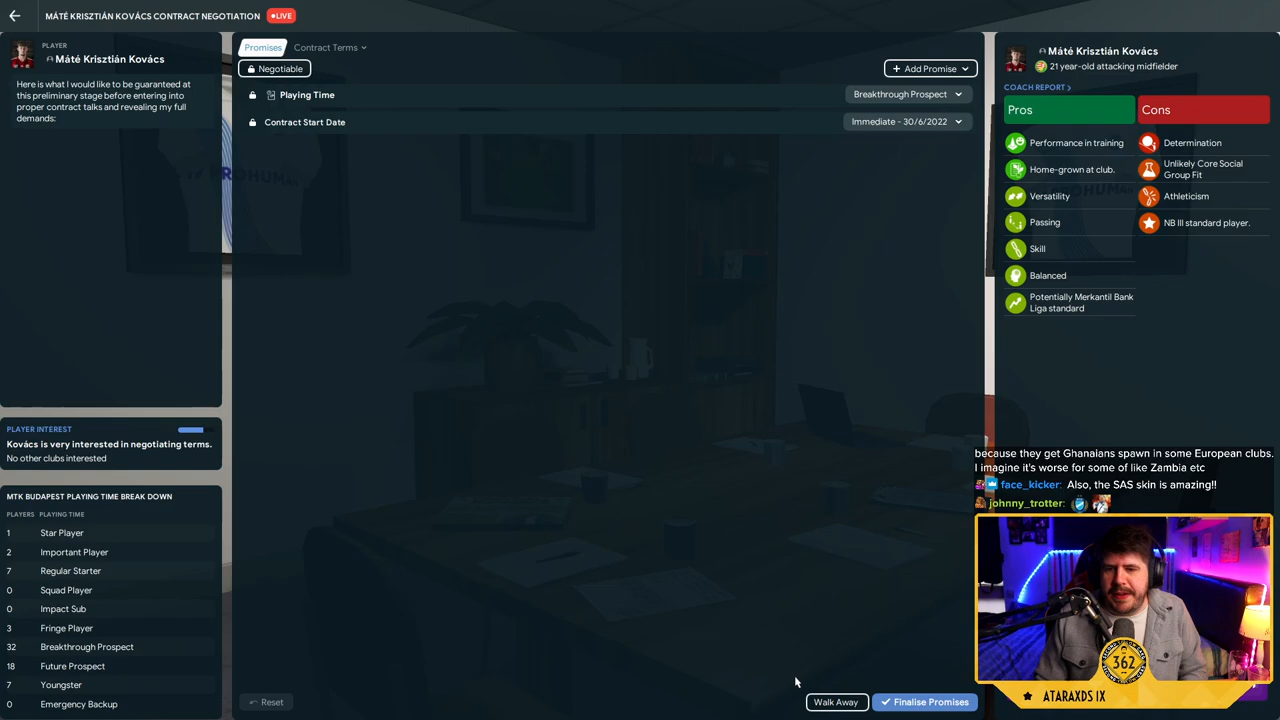 MÁTÉ KRISZTIÁN KOVÁCS CONTRACT NEGOTIATION
LIVE
PLAYER
Máté Krisztián Kovács
Here is what I would like to be guaranteed at
this preliminary stage before entering into
proper contract talks and revealing my full
demands:
PLAYER INTEREST
Kovács is very interested in negotiating terms.
No other clubs interested
MTK BUDAPEST PLAYING TIME BREAK DOWN
PLAYERS PLAYING TIME
1 Star Player
2 Important Player
7 Regular Starter
0 Squad Player
0 Impact Sub
3 Fringe Player
32 Breakthrough Prospect
18 Future Prospect
7 Youngster
0 Emergency Backup
Promises Contract Terms
Negotiable
Add Promise
Playing Time Breakthrough Prospect
Contract Start Date Immediate - 30/6/2022
Reset
Walk Away
Finalise Promises
Máté Krisztián Kovács
21 year-old attacking midfielder
COACH REPORT
Pros
Performance in training
Home-grown at club.
Versatility
Passing
Skill
Balanced
Potentially Merkantil Bank
Liga standard
Cons
Determination
Unlikely Core Social
Group Fit
Athleticism
NB III standard player.
because they get Ghanaians spawn in some European clubs.
I imagine it's worse for some of like Zambia etc
face_kicker: Also, the SAS skin is amazing!!
johnny_trotter:
362
ATARAXDS IX